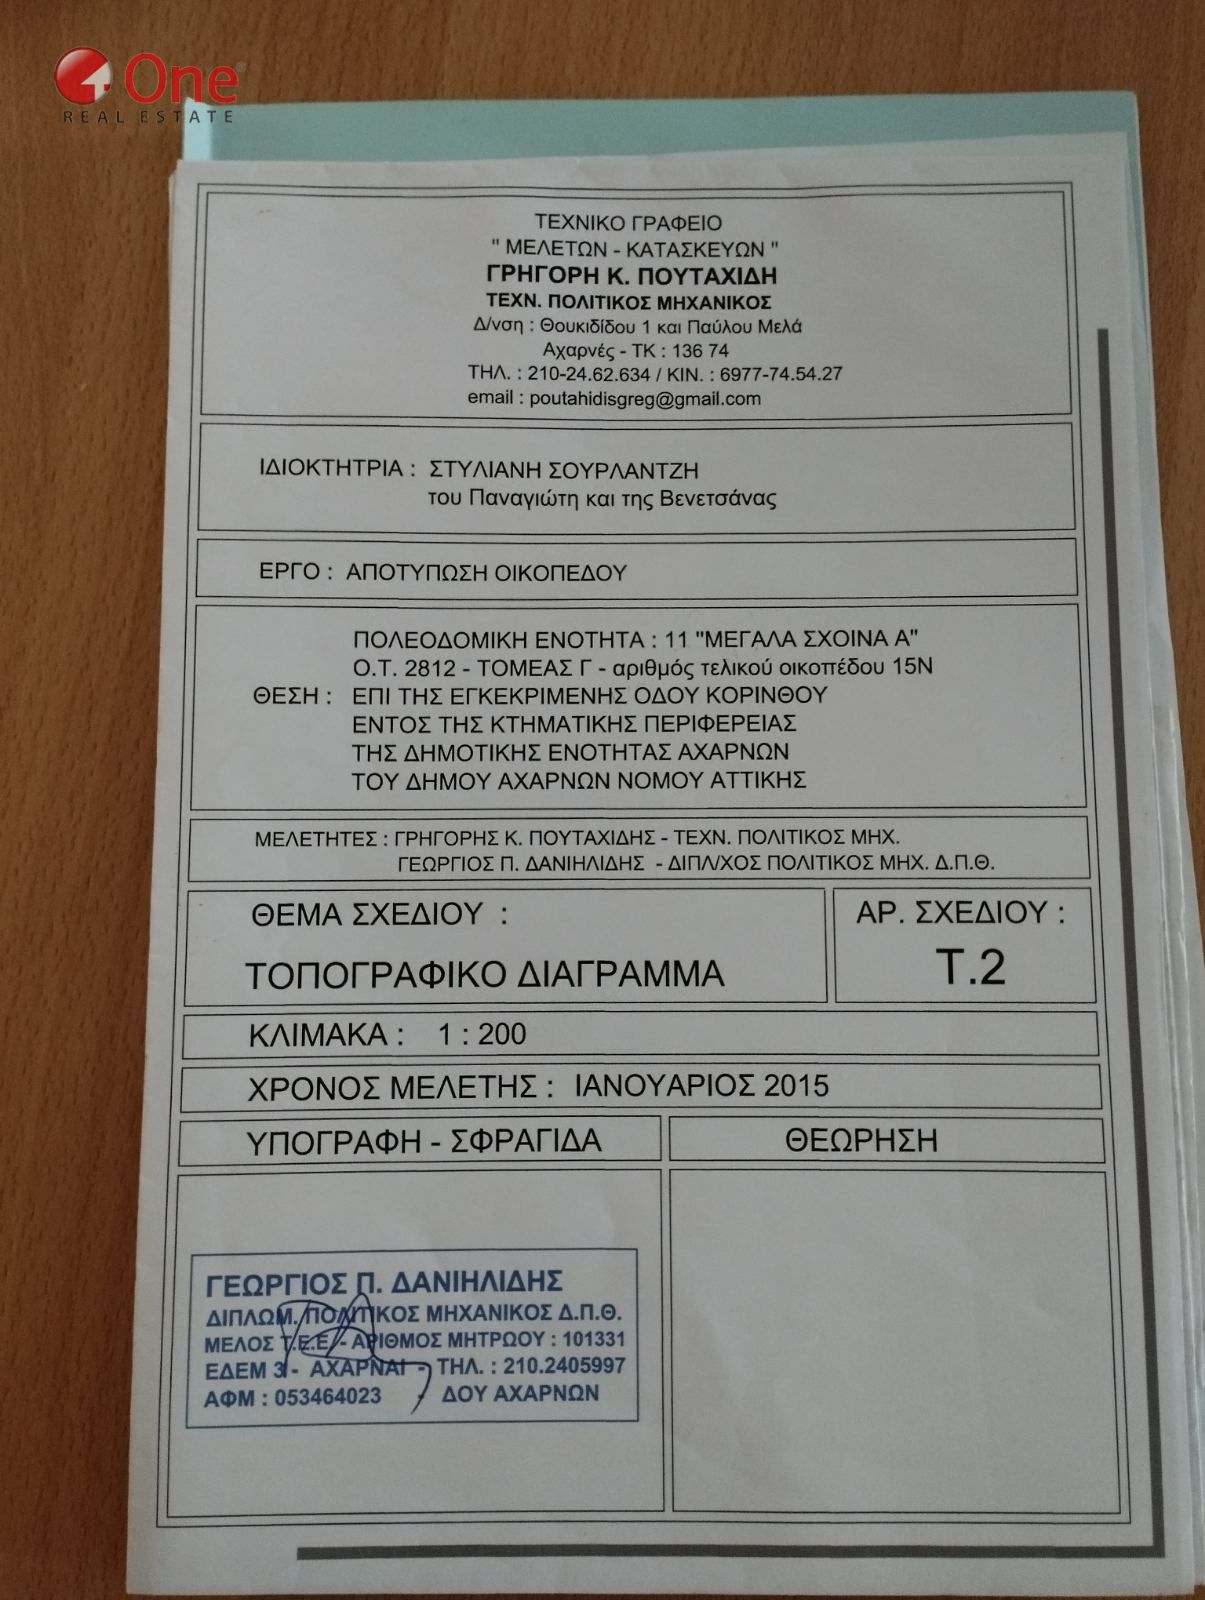 One
REAL ESTATE
ΤΕΧΝΙΚΟ ΓΡΑΦΕΙΟ
" ΜΕΛΕΤΩΝ - ΚΑΤΑΣΚΕΥΩΝ "
ΓΡΗΓΟΡΗ Κ. ΠΟΥΤΑΧΙΔΗ
ΤΕΧΝ. ΠΟΛΙΤΙΚΟΣ ΜΗΧΑΝΙΚΟΣ
Δ/νση : Θουκιδίδου 1 και Παύλου Μελά
Αχαρνές - ΤΚ : 136 74
ΤΗΛ. : 210-24.62.634 / ΚΙΝ. : 6977-74.54.27
email : poutahidisgreg@gmail.com
ΙΔΙΟΚΤΗΤΡΙΑ : ΣΤΥΛΙΑΝΗ ΣΟΥΡΛΑΝΤΖΗ
του Παναγιώτη και της Βενετσάνας
ΕΡΓΟ : ΑΠΟΤΥΠΩΣΗ ΟΙΚΟΠΕΔΟΥ
ΠΟΛΕΟΔΟΜΙΚΗ ΕΝΟΤΗΤΑ : 11 "ΜΕΓΑΛΑ ΣΧΟΙΝΑ Α"
Ο.Τ. 2812 - ΤΟΜΕΑΣ Γ - αριθμός τελικού οικοπέδου 15Ν
ΘΕΣΗ : ΕΠΙ ΤΗΣ ΕΓΚΕΚΡΙΜΕΝΗΣ ΟΔΟΥ ΚΟΡΙΝΘΟΥ
ΕΝΤΟΣ ΤΗΣ ΚΤΗΜΑΤΙΚΗΣ ΠΕΡΙΦΕΡΕΙΑΣ
ΤΗΣ ΔΗΜΟΤΙΚΗΣ ΕΝΟΤΗΤΑΣ ΑΧΑΡΝΩΝ
ΤΟΥ ΔΗΜΟΥ ΑΧΑΡΝΩΝ ΝΟΜΟΥ ΑΤΤΙΚΗΣ
ΜΕΛΕΤΗΤΕΣ : ΓΡΗΓΟΡΗΣ Κ. ΠΟΥΤΑΧΙΔΗΣ - ΤΕΧΝ. ΠΟΛΙΤΙΚΟΣ ΜΗΧ.
ΓΕΩΡΓΙΟΣ Π. ΔΑΝΙΗΛΙΔΗΣ - ΔΙΠΛ/ΧΟΣ ΠΟΛΙΤΙΚΟΣ ΜΗΧ. Δ.Π.Θ.
ΘΕΜΑ ΣΧΕΔΙΟΥ :
ΤΟΠΟΓΡΑΦΙΚΟ ΔΙΑΓΡΑΜΜΑ
ΑΡ. ΣΧΕΔΙΟΥ :
Τ.2
ΚΛΙΜΑΚΑ : 1 : 200
ΧΡΟΝΟΣ ΜΕΛΕΤΗΣ : ΙΑΝΟΥΑΡΙΟΣ 2015
ΥΠΟΓΡΑΦΗ - ΣΦΡΑΓΙΔΑ
ΘΕΩΡΗΣΗ
ΓΕΩΡΓΙΟΣ Π. ΔΑΝΙΗΛΙΔΗΣ
ΔΙΠΛΩΜ. ΠΟΛΙΤΙΚΟΣ ΜΗΧΑΝΙΚΟΣ Δ.Π.Θ.
ΜΕΛΟΣ Τ.Ε.Ε. - ΑΡΙΘΜΟΣ ΜΗΤΡΩΟΥ : 101331
ΕΔΕΜ 3 - ΑΧΑΡΝΑΙ - ΤΗΛ. : 210.2405997
ΑΦΜ : 053464023 - ΔΟΥ ΑΧΑΡΝΩΝ